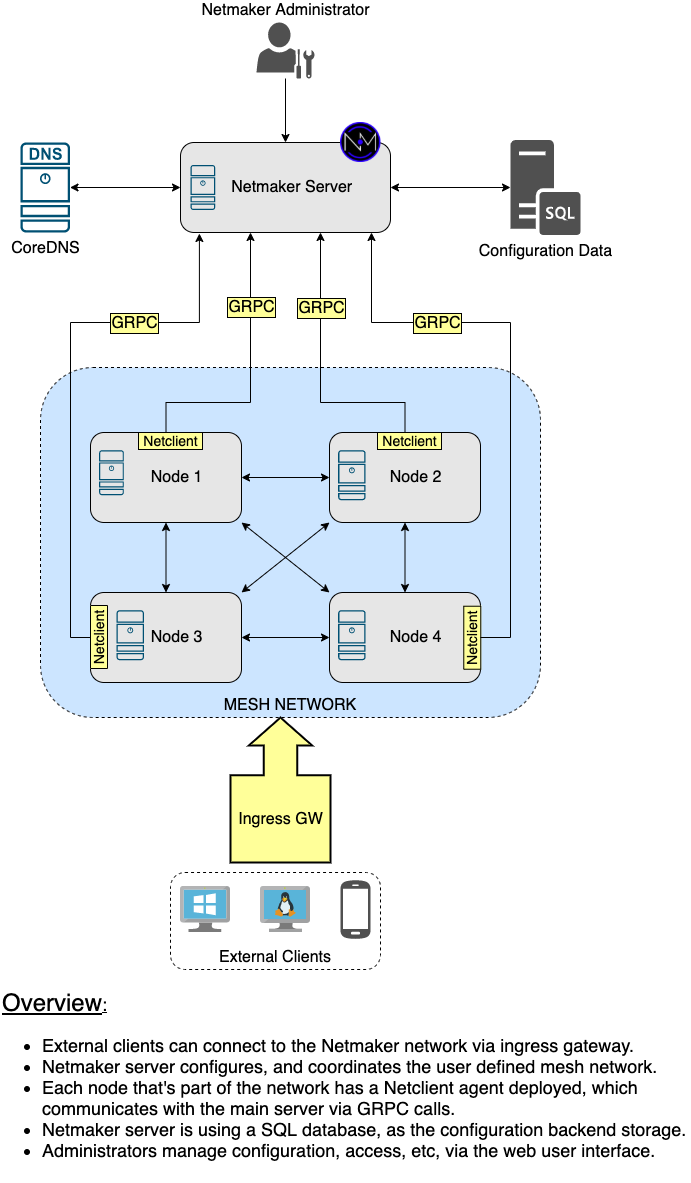 Netmaker Administrator
DNS
NM
Netmaker Server
SQL
CoreDNS
Configuration Data
GRPC
GRPC
GRPC
GRPC
Netclient
Netclient
Node 1
Node 2
Netclient
Node 3
Node 4
Netclient
MESH NETWORK
Ingress GW
External Clients
Overview:
• External clients can connect to the Netmaker network via ingress gateway.
• Netmaker server configures, and coordinates the user defined mesh network.
• Each node that's part of the network has a Netclient agent deployed, which
communicates with the main server via GRPC calls.
• Netmaker server is using a SQL database, as the configuration backend storage.
• Administrators manage configuration, access, etc, via the web user interface.